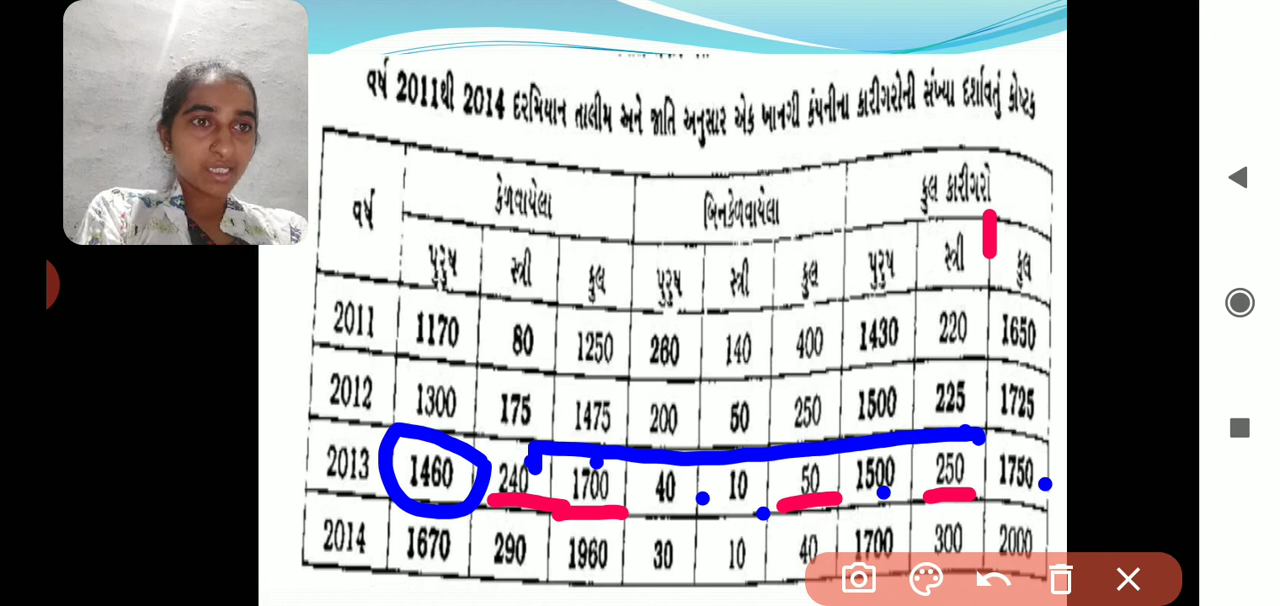 વર્ષ 2011થી 2014 દરમિયાન તાલીમ અને જાતિ અનુસાર એક ખાનગી કંપનીના કારીગરોની સંખ્યા દર્શાવતું કોષ્ટક
વર્ષ કેળવાયેલા બિનકેળવાયેલા કુલ કારીગરો
પુરુષ સ્ત્રી કુલ પુરુષ સ્ત્રી કુલ પુરુષ સ્ત્રી કુલ
2011 1170 80 1250 260 140 400 1430 220 1650
2012 1300 175 1475 200 50 250 1500 225 1725
2013 1460 240 1700 40 10 50 1500 250 1750
2014 1670 290 1960 30 10 40 1700 300 2000